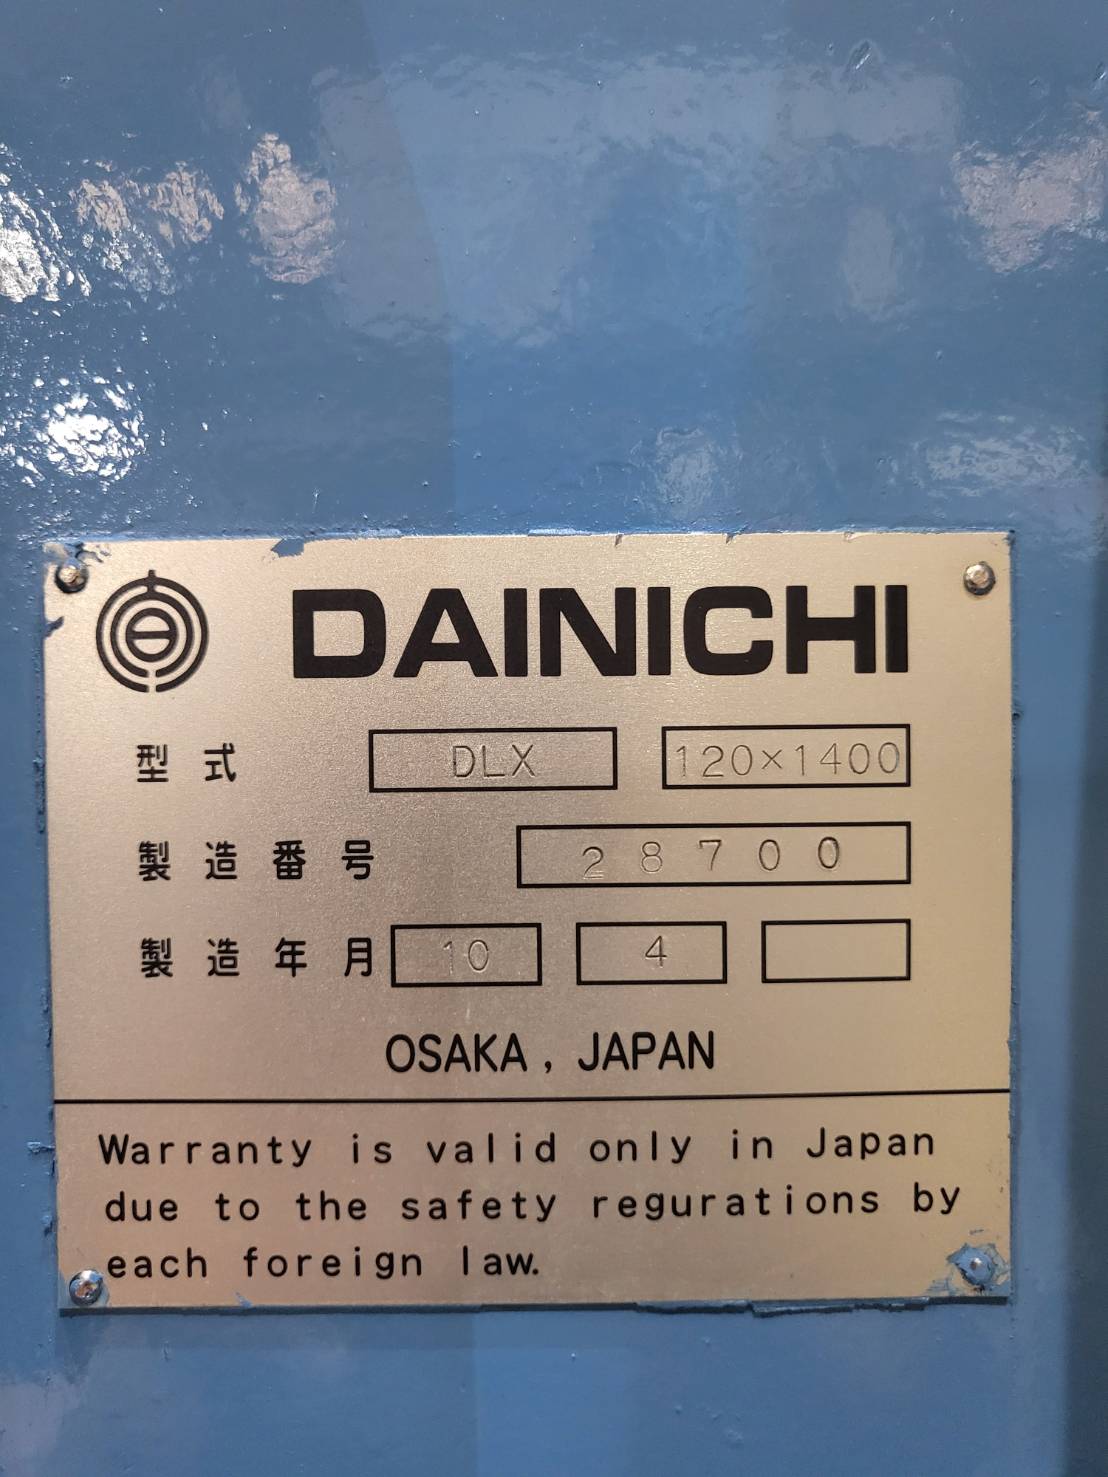 DAINICHI
型式 DLX 120×1400
製造番号 28700
製造年月 10 4
OSAKA, JAPAN
Warranty is valid only in Japan
due to the safety regurations by
each foreign law.